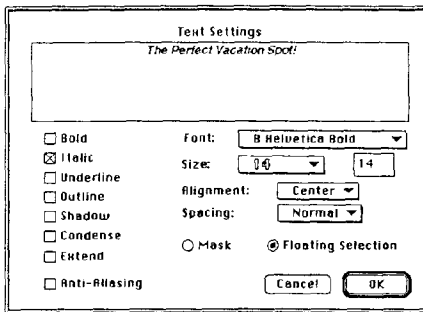 Text Settings
The Perfect Vacation Spot!
Bold
Italic
Underline
Outline
Shadow
Condense
Extend
Anti-Aliasing
Font: B Helvetica Bold
Size: 14 14
Alignment: Center
Spacing: Normal
Mask Floating Selection
Cancel OK